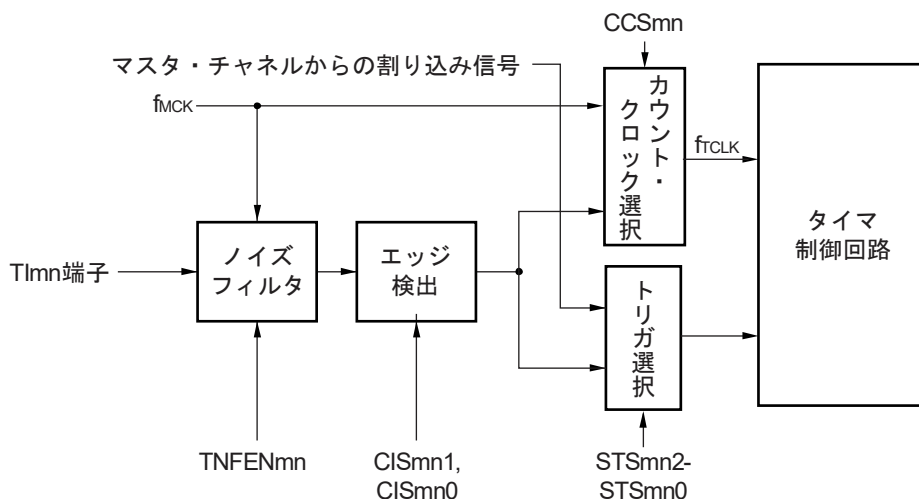 CCSmn
マスタ・チャネルからの割り込み信号
fMCK
カウント・
クロック選択
fTCLK
タイマ
制御回路
TImn端子
ノイズ
フィルタ
エッジ
検出
トリガ選択
TNFENmn
CISmn1,
CISmn0
STSmn2-
STSmn0